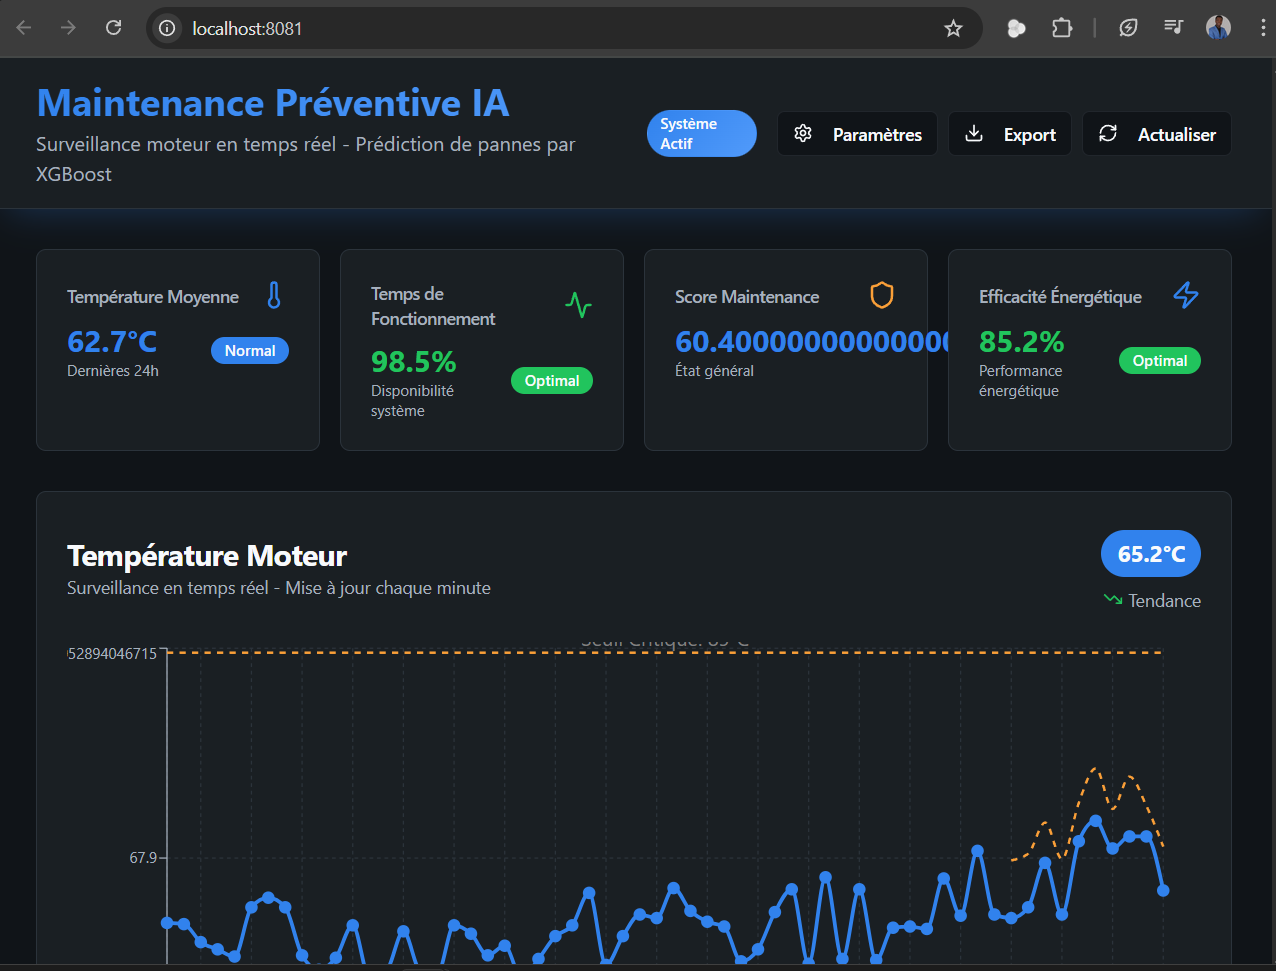 localhost:8081
Maintenance Préventive IA
Surveillance moteur en temps réel - Prédiction de pannes par
XGBoost
Système
Actif
Paramètres
Export
Actualiser
Température Moyenne
62.7°C
Dernières 24h
Normal
Temps de
Fonctionnement
98.5%
Disponibilité
système
Optimal
Score Maintenance
60.4000000000000
État général
Efficacité Énergétique
85.2%
Performance
énergétique
Optimal
Température Moteur
Surveillance en temps réel - Mise à jour chaque minute
65.2°C
Tendance
Seuil Critique: 85°C
52894046715
67.9